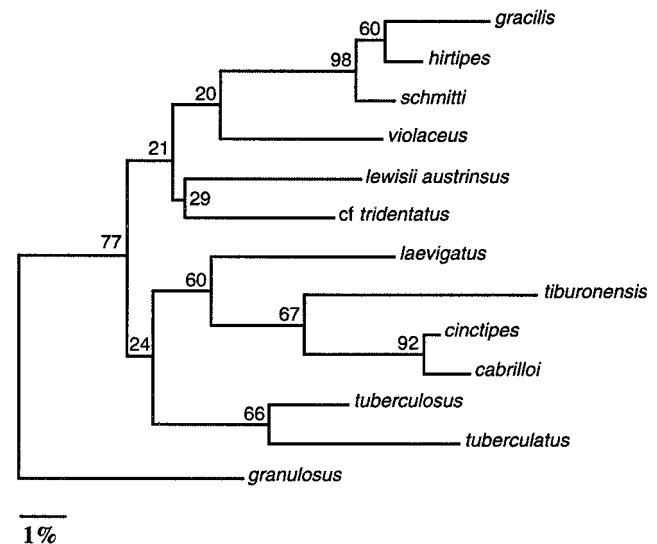 gracilis
60
hirtipes
98
schmitti
20
violaceus
21
lewisii austrinsus
29
cf tridentatus
77
laevigatus
60
tiburonensis
67
cinctipes
92
24
cabrilloi
tuberculosus
66
tuberculatus
granulosus
1%